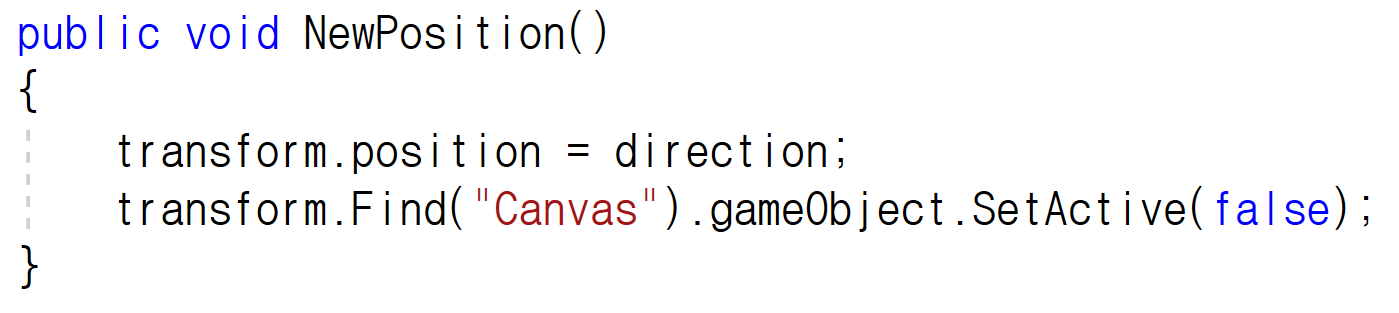 public void NewPosition()
{
    transform.position = direction;
    transform.Find("Canvas").gameObject.SetActive(false);
}